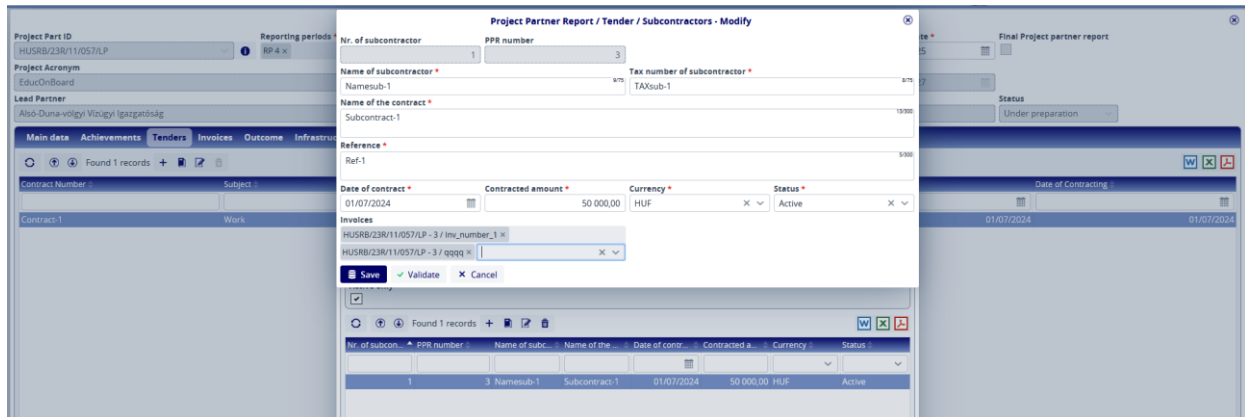 Project Partner Report / Tender / Subcontractors - Modify
Project Part ID
Reporting periods *
HUSRB/23R/11/057/LP
RP 4 ×
Project Acronym
EducOnBoard
Lead Partner
Alsó-Duna-völgyi Vízügyi Igazgatóság
Final Project partner report
Status
Under preparation
Main data Achievements Tenders Invoices Outcome
Found 1 records
Contract Number Subject
Date of Contracting
Contract-1 Work
01/07/2024 01/07/2024
Nr. of subcontractor PPR number
1 3
Name of subcontractor * Tax number of subcontractor *
Namesub-1 9/75 TAXsub-1 8/75
Name of the contract *
Subcontract-1 13/300
Reference *
Ref-1 5/300
Date of contract * Contracted amount * Currency * Status *
01/07/2024 50 000,00 HUF Active
Invoices
HUSRB/23R/11/057/LP - 3 / Inv_number_1 ×
HUSRB/23R/11/057/LP - 3 / qqqq ×
Save Validate Cancel
Found 1 records
Nr. of subcon... PPR number Name of subc... Name of the ... Date of contr... Contracted a... Currency Status
1 3 Namesub-1 Subcontract-1 01/07/2024 50 000,00 HUF Active